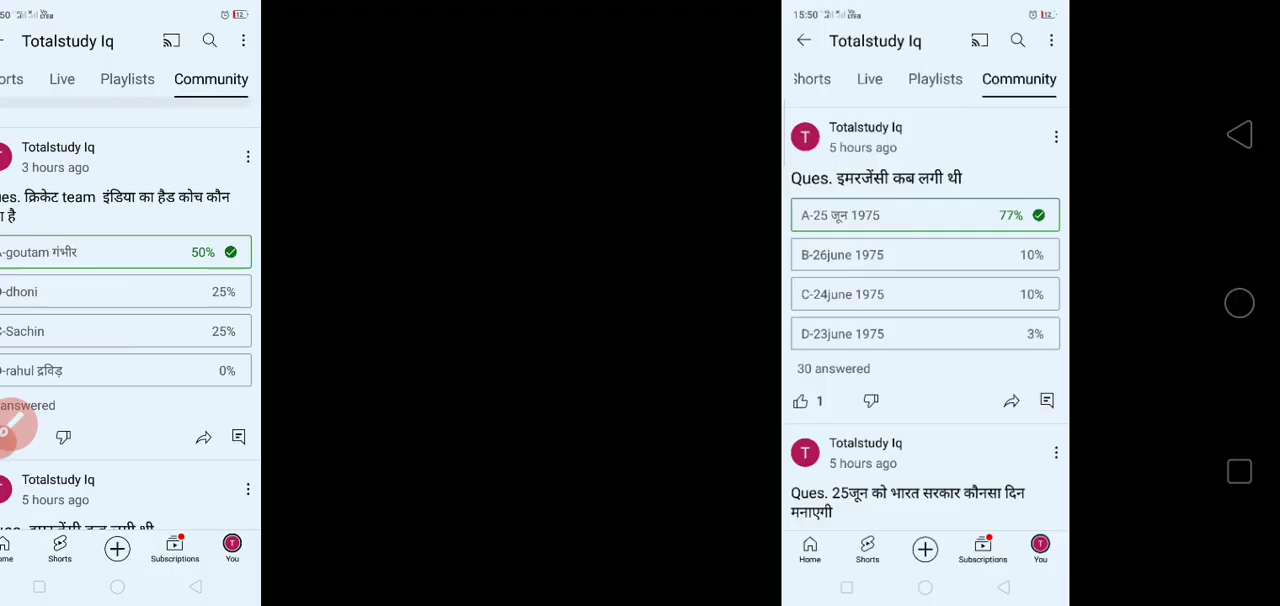 :50
Totalstudy Iq
orts Live Playlists Community
Totalstudy Iq
3 hours ago
es. क्रिकेट team इंडिया का हैड कोच कौन
ा है
-goutam गंभीर 50%
-dhoni 25%
-Sachin 25%
-rahul द्रविड़ 0%
answered
Totalstudy Iq
5 hours ago
ome Shorts Subscriptions You
15:50
12
Totalstudy Iq
Shorts Live Playlists Community
Totalstudy Iq
5 hours ago
Ques. इमरजेंसी कब लगी थी
A-25 जून 1975 77%
B-26june 1975 10%
C-24june 1975 10%
D-23june 1975 3%
30 answered
1
Totalstudy Iq
5 hours ago
Ques. 25जून को भारत सरकार कौनसा दिन
मनाएगी
Home Shorts Subscriptions You